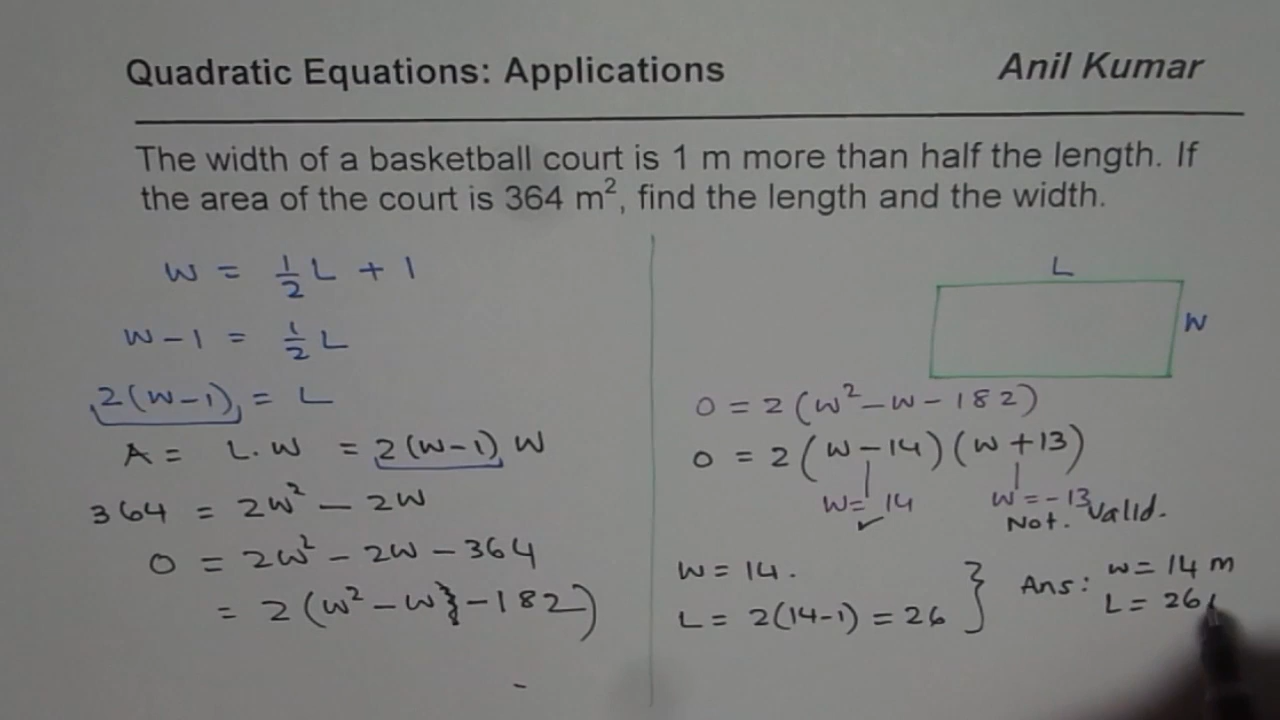 Quadratic Equations: Applications
Anil Kumar
The width of a basketball court is 1 m more than half the length. If
the area of the court is 364 m², find the length and the width.
W = 1/2 L + 1
W - 1 = 1/2 L
2(W-1) = L
A = L.W = 2(W-1) W
364 = 2W² - 2W
0 = 2W² - 2W - 364
= 2(W² - W - 182)
L
W
0 = 2(W² - W - 182)
0 = 2(W - 14)(W + 13)
W = 14 ✓
W = -13
Not. Valid.
W = 14.
L = 2(14-1) = 26
Ans: W = 14 m
L = 26